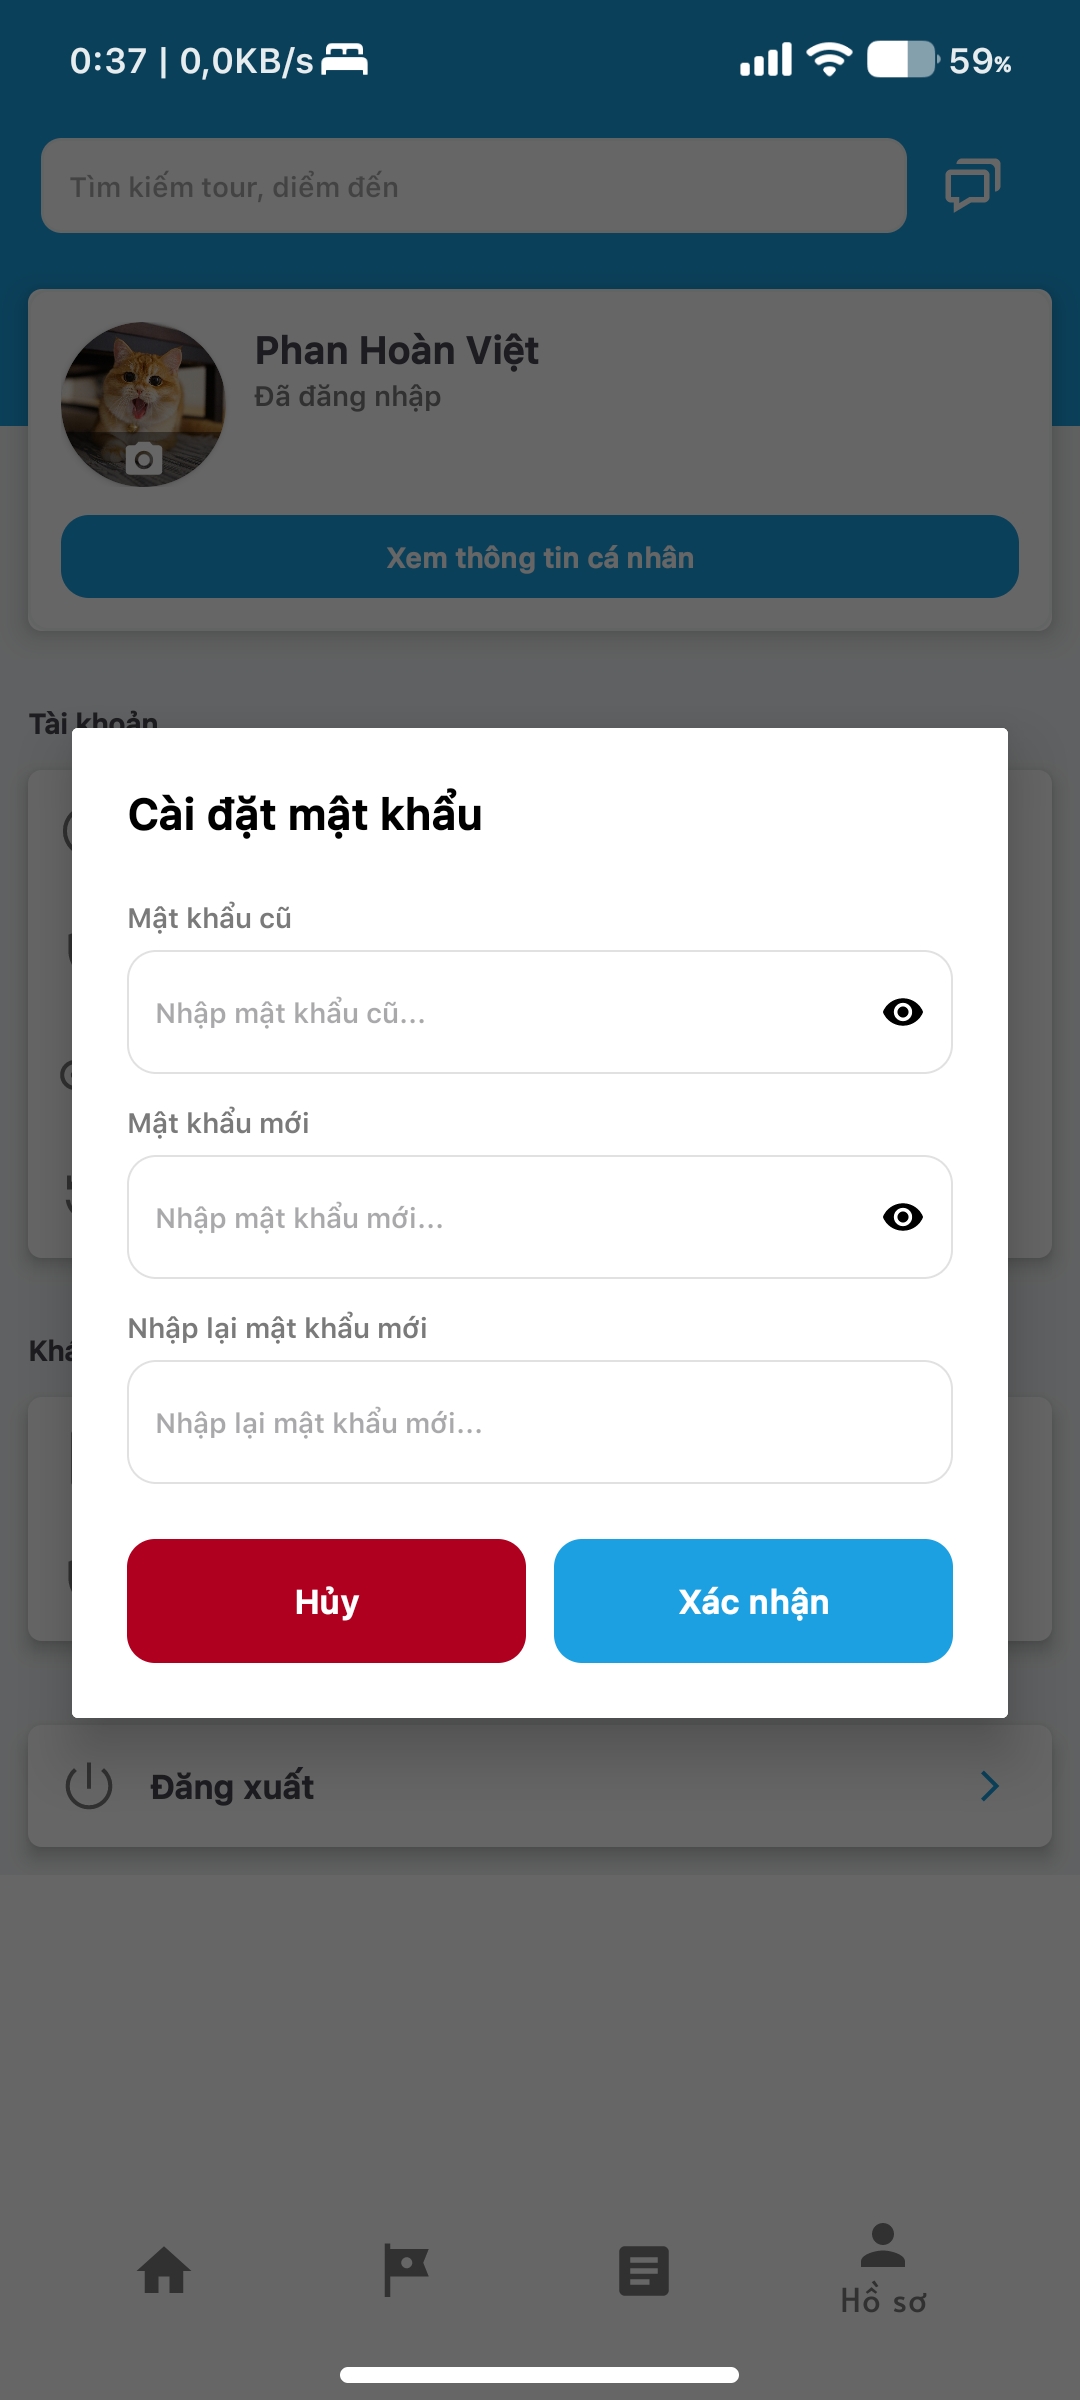 0:37 | 0,0KB/s
59%
Tìm kiếm tour, diểm đến
Phan Hoàn Việt
Đã đăng nhập
Xem thông tin cá nhân
Tài khoản
Cài đặt mật khẩu
Mật khẩu cũ
Nhập mật khẩu cũ...
Mật khẩu mới
Nhập mật khẩu mới...
Nhập lại mật khẩu mới
Nhập lại mật khẩu mới...
Hủy
Xác nhận
Đăng xuất
Hồ sơ